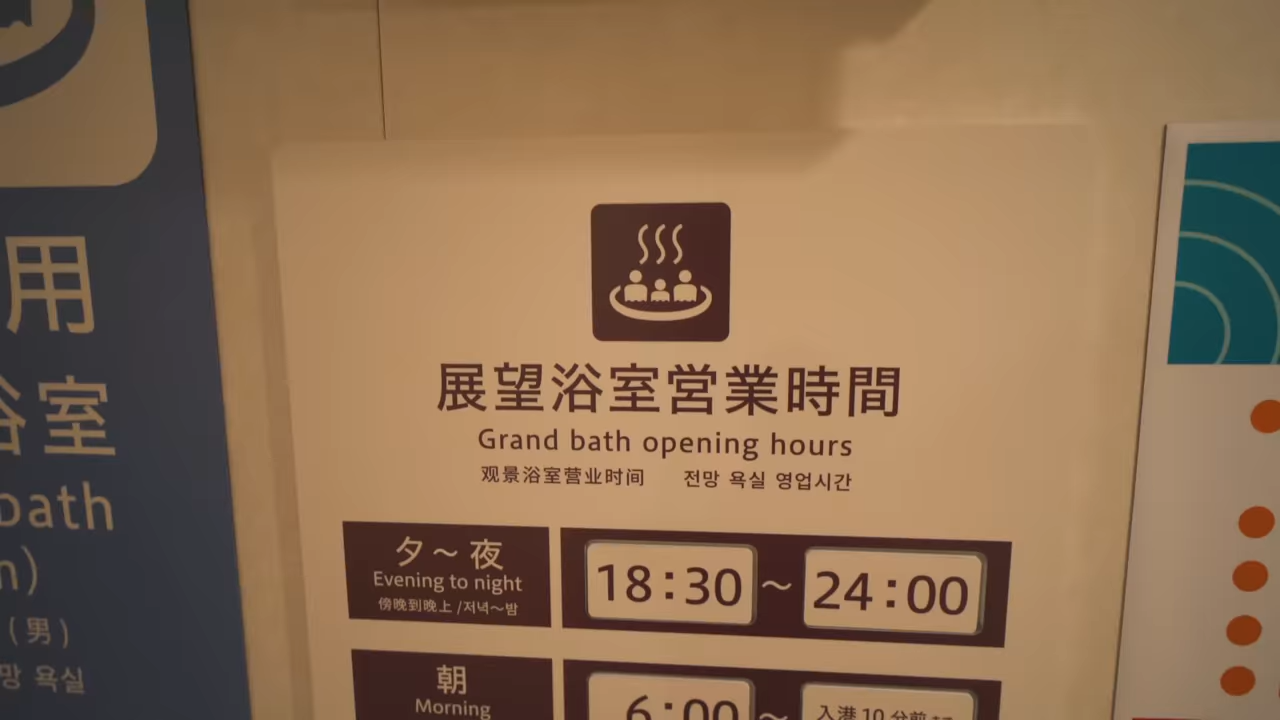 用
浴室
bath
(男)
망 욕실
展望浴室営業時間
Grand bath opening hours
观景浴室营业时间 전망 욕실 영업시간
夕～夜
Evening to night
傍晚到晚上 /저녁～밤
18:30 ～ 24:00
朝
Morning
6:00 ～ 入港10分前